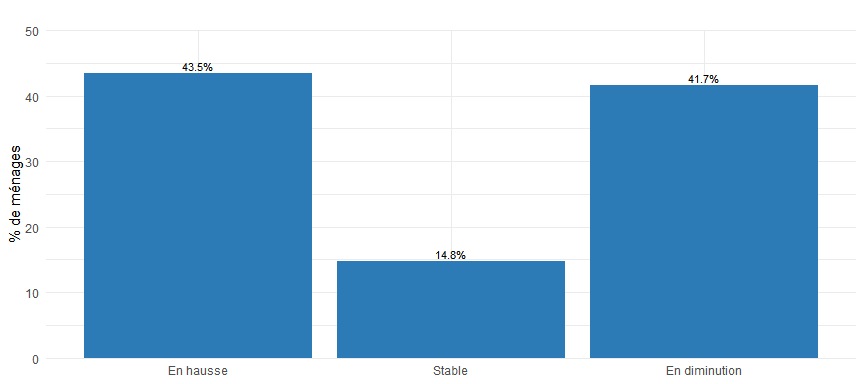 % de ménages
50
40
30
20
10
0
43.5%
14.8%
41.7%
En hausse
Stable
En diminution